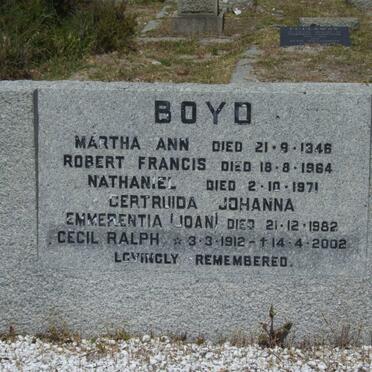 BOYD
MARTHA ANN DIED 21·9·1346
ROBERT FRANCIS DIED 18·8·1964
NATHANIEL DIED 2·10·1971
GERTRUIDA JOHANNA
EMMERENTIA (JOAN) DIED 21·12·1982
CECIL RALPH ☆ 3·3·1912 - † 14·4·2002
LOVINGLY REMEMBERED.